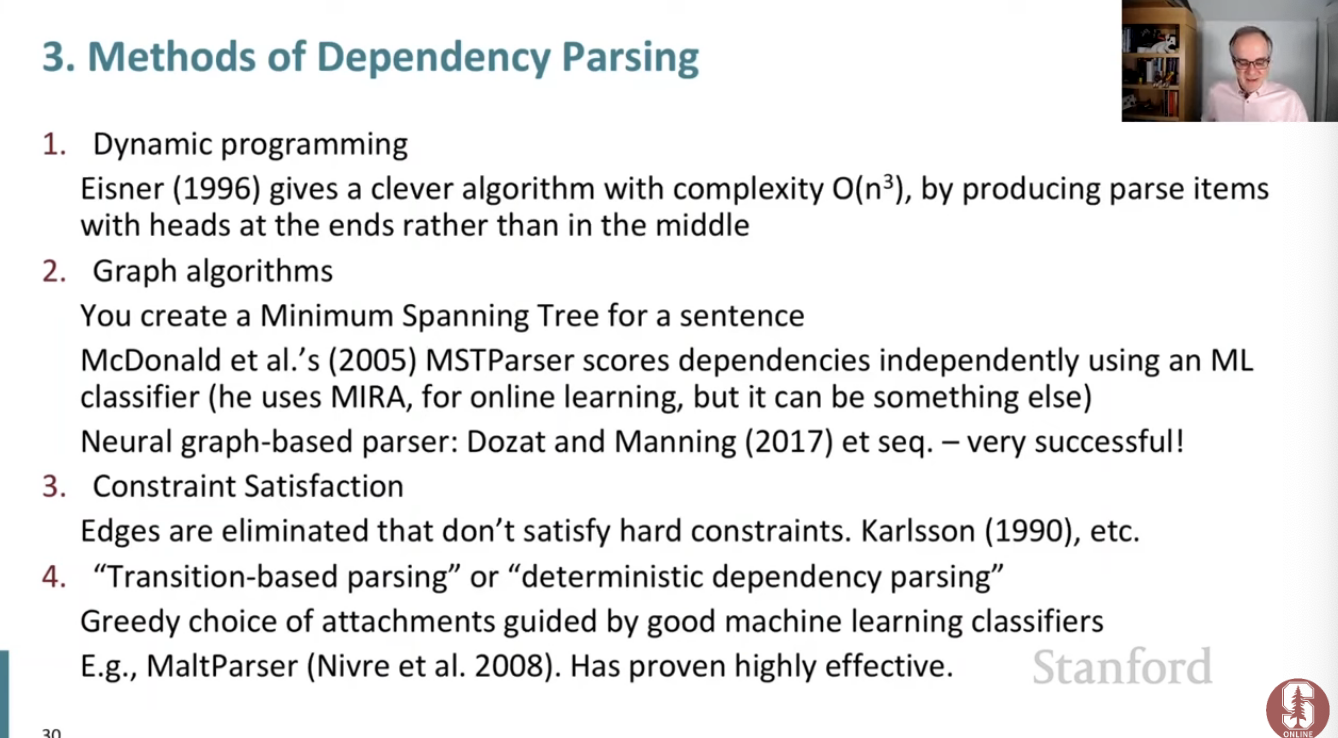 3. Methods of Dependency Parsing
1. Dynamic programming
Eisner (1996) gives a clever algorithm with complexity O(n³), by producing parse items
with heads at the ends rather than in the middle
2. Graph algorithms
You create a Minimum Spanning Tree for a sentence
McDonald et al.’s (2005) MSTParser scores dependencies independently using an ML
classifier (he uses MIRA, for online learning, but it can be something else)
Neural graph-based parser: Dozat and Manning (2017) et seq. – very successful!
3. Constraint Satisfaction
Edges are eliminated that don’t satisfy hard constraints. Karlsson (1990), etc.
4. “Transition-based parsing” or “deterministic dependency parsing”
Greedy choice of attachments guided by good machine learning classifiers
E.g., MaltParser (Nivre et al. 2008). Has proven highly effective.
Stanford
S
ONLINE
30